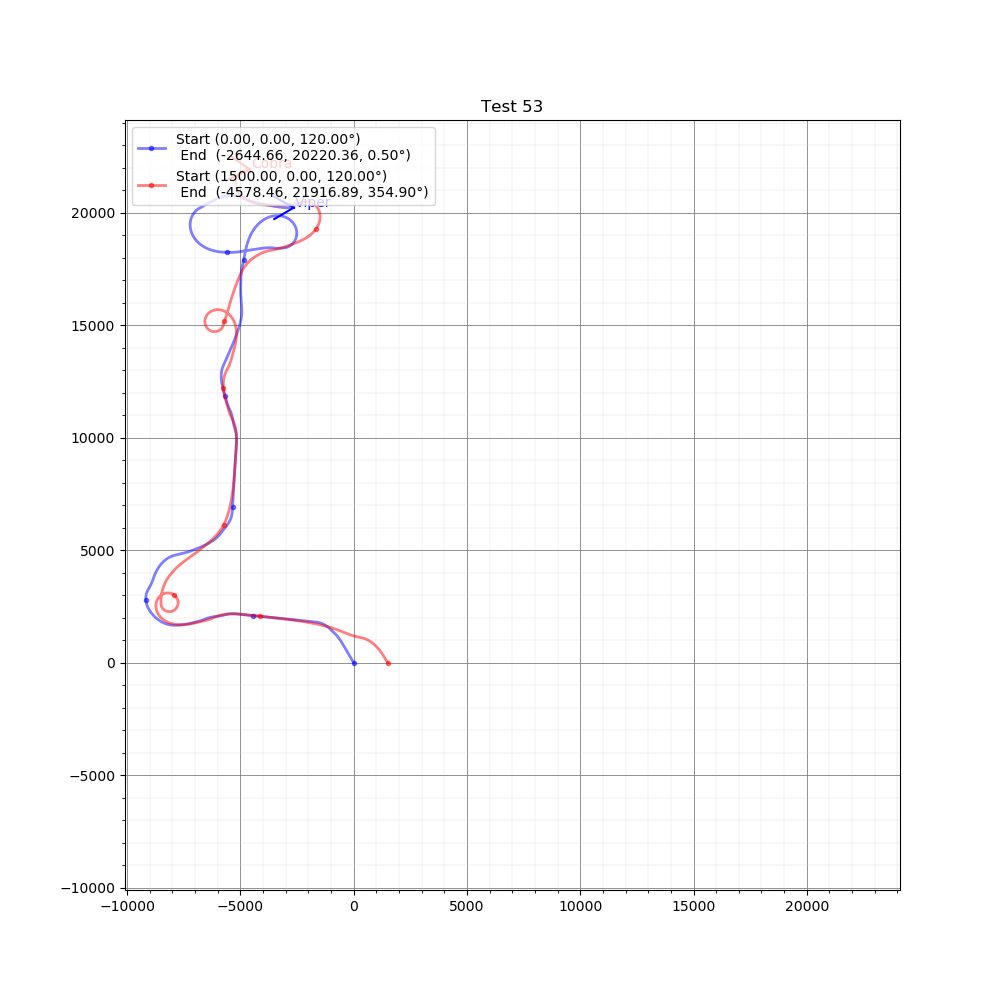 Test 53
Start (0.00, 0.00, 120.00°)
End (-2644.66, 20220.36, 0.50°)
Cobra
Start (1500.00, 0.00, 120.00°)
End (-4578.46, 21916.89, 354.90°)
Viper
20000
15000
10000
5000
0
−5000
−10000
−10000 −5000 0 5000 10000 15000 20000